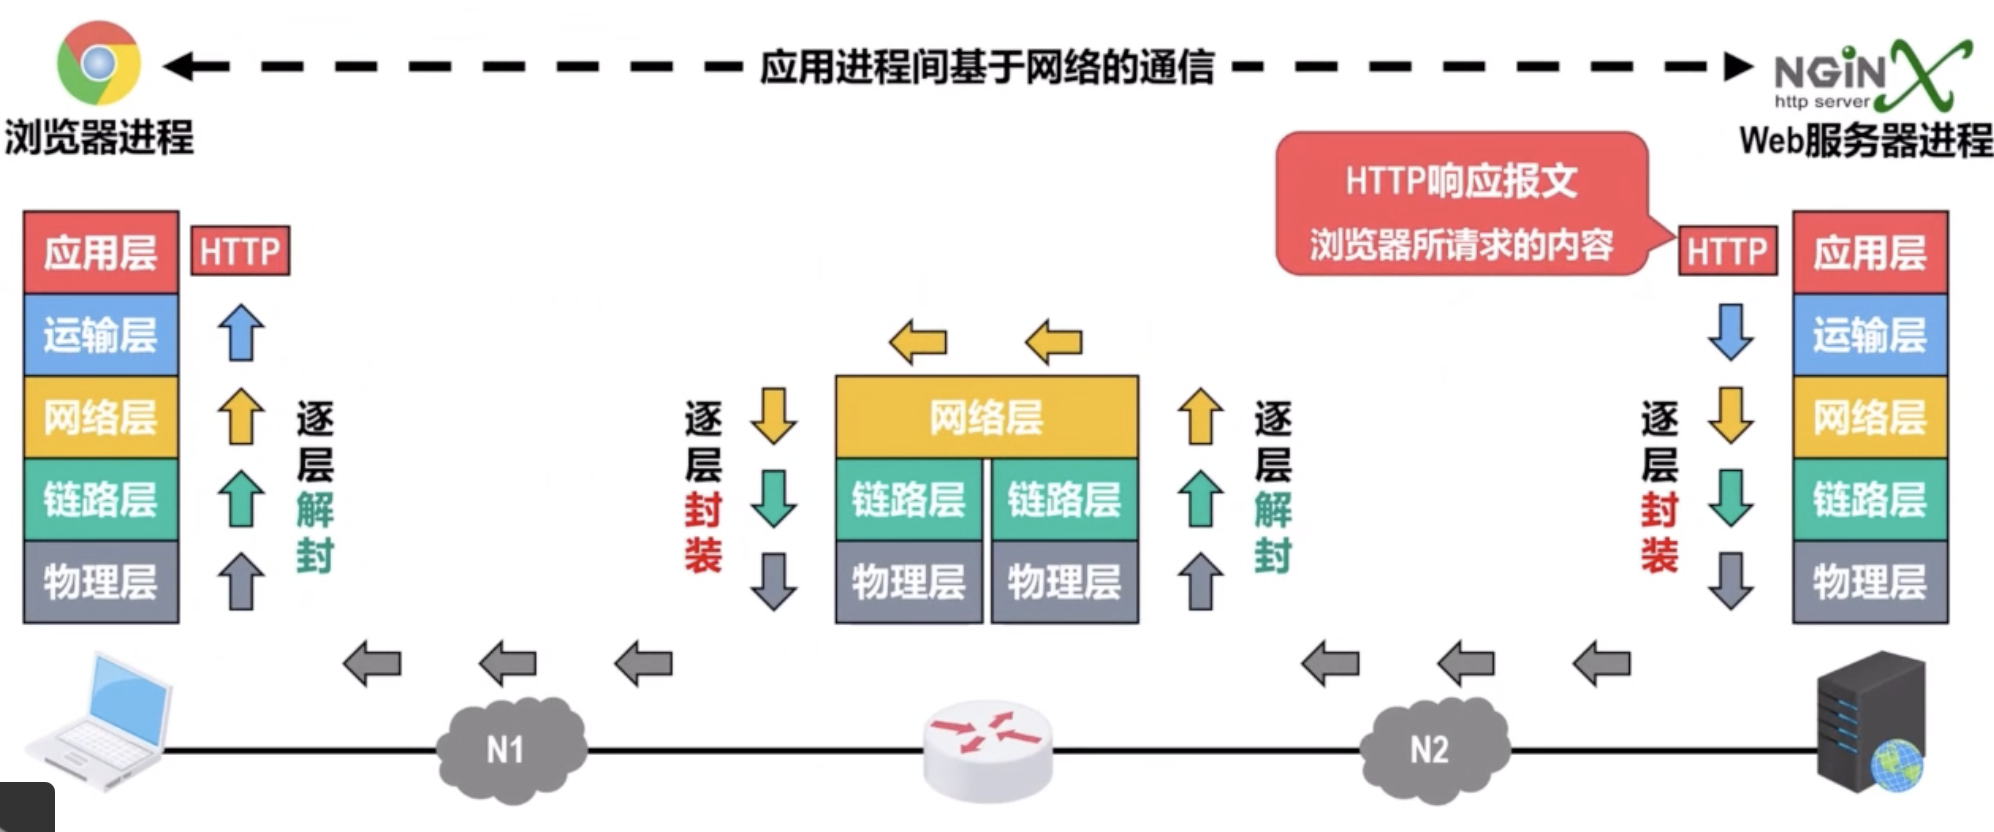 应用进程间基于网络的通信
NGiNX
http server
浏览器进程
Web服务器进程
HTTP响应报文
浏览器所请求的内容
应用层
运输层
网络层
链路层
物理层
HTTP
逐层解封
逐层封装
网络层
链路层
链路层
物理层
物理层
逐层解封
逐层封装
HTTP
应用层
运输层
网络层
链路层
物理层
N1
N2